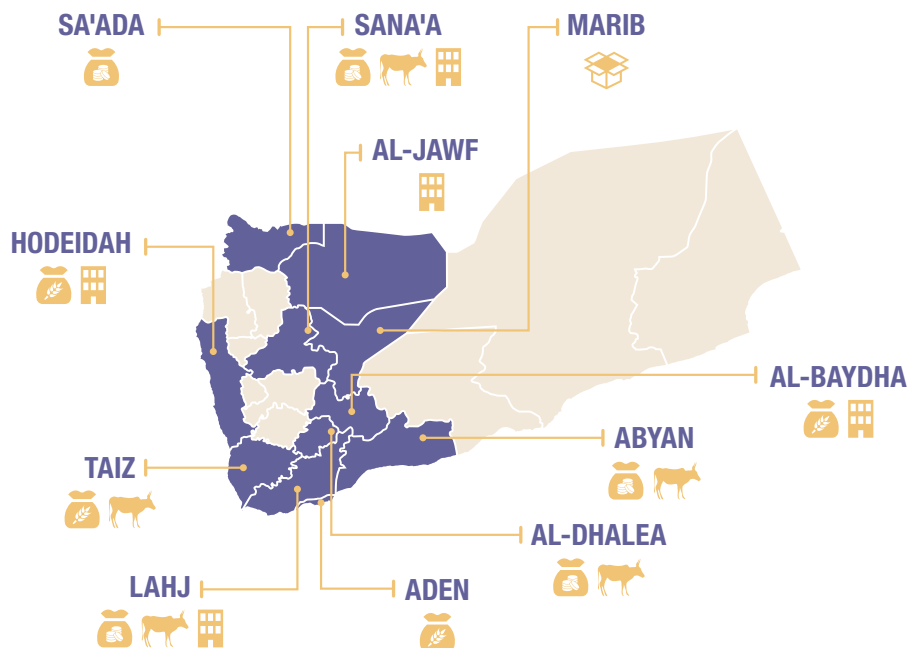 SA'ADA
SANA'A
MARIB
AL-JAWF
HODEIDAH
AL-BAYDHA
ABYAN
TAIZ
AL-DHALEA
LAHJ
ADEN